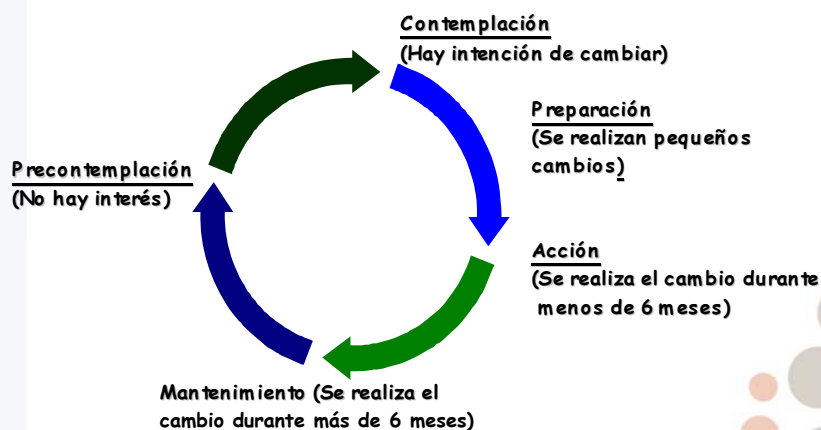 Contemplación
(Hay intención de cambiar)
Preparación
(Se realizan pequeños
cambios)
Precontemplación
(No hay interés)
Acción
(Se realiza el cambio durante
menos de 6 meses)
Mantenimiento (Se realiza el
cambio durante más de 6 meses)